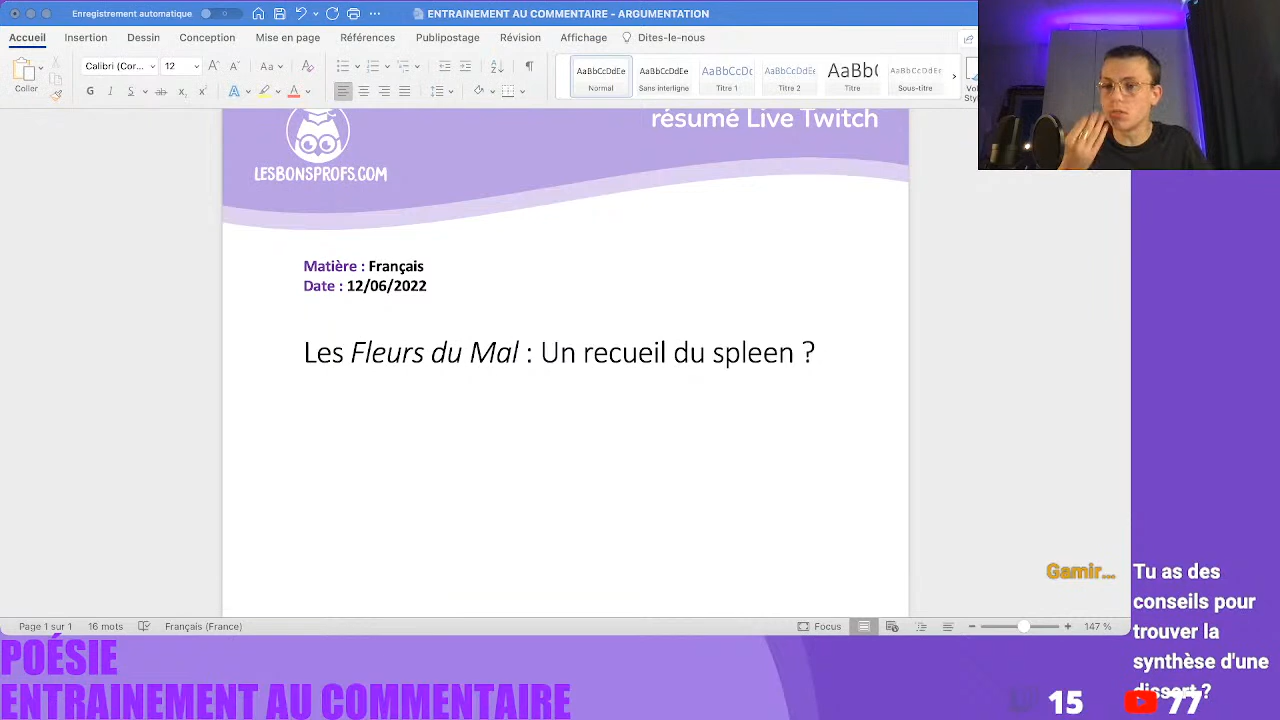 Enregistrement automatique
ENTRAINEMENT AU COMMENTAIRE - ARGUMENTATION
Accueil Insertion Dessin Conception Mise en page Références Publipostage Révision Affichage Dites-le-nous
Coller
Calibri (Cor... 12
AaBbCcDdEe AaBbCcDdEe AaBbCcDc AaBbCcDdEe AaBb( AaBbCcDdEe
Normal Sans interligne Titre 1 Titre 2 Titre Sous-titre
résumé Live Twitch
LESBONSPROFS.COM
Matière : Français
Date : 12/06/2022
Les Fleurs du Mal : Un recueil du spleen ?
Gamir... Tu as des
conseils pour
trouver la
synthèse d'une
dissert ?
Page 1 sur 1 16 mots Français (France) Focus 147 %
POÉSIE
ENTRAINEMENT AU COMMENTAIRE
15 77